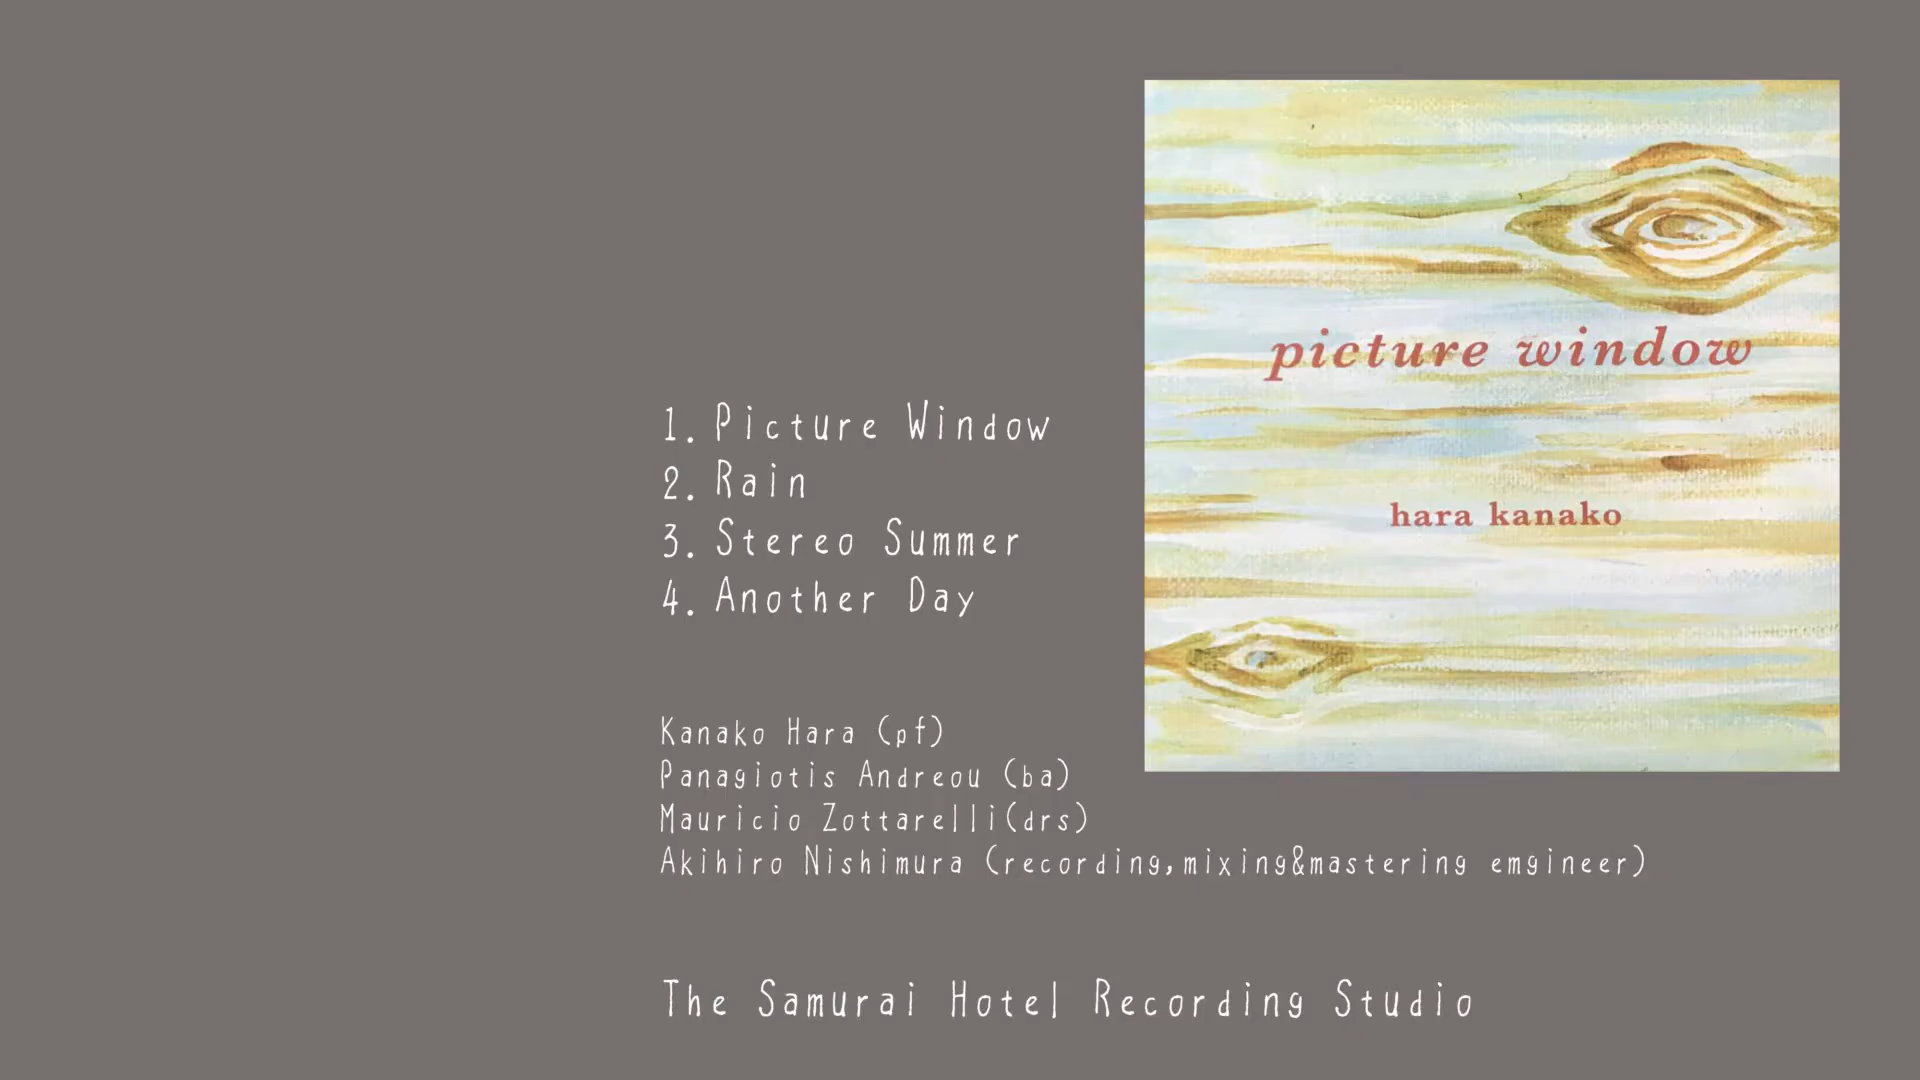 picture window
hara kanako
1. Picture Window
2. Rain
3. Stereo Summer
4. Another Day
Kanako Hara (pf)
Panagiotis Andreou (ba)
Mauricio Zottarelli(drs)
Akihiro Nishimura (recording,mixing&mastering emgineer)
The Samurai Hotel Recording Studio